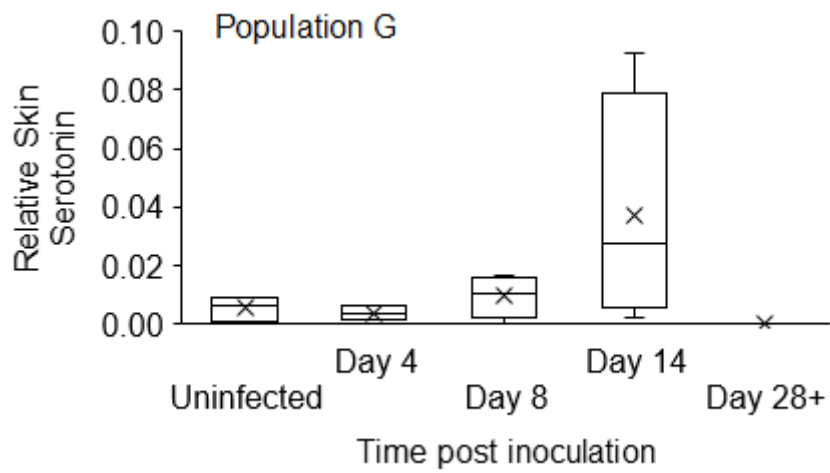 Population G
Relative Skin
Serotonin
0.10
0.08
0.06
0.04
0.02
0.00
Day 4
Day 14
Uninfected
Day 8
Day 28+
Time post inoculation